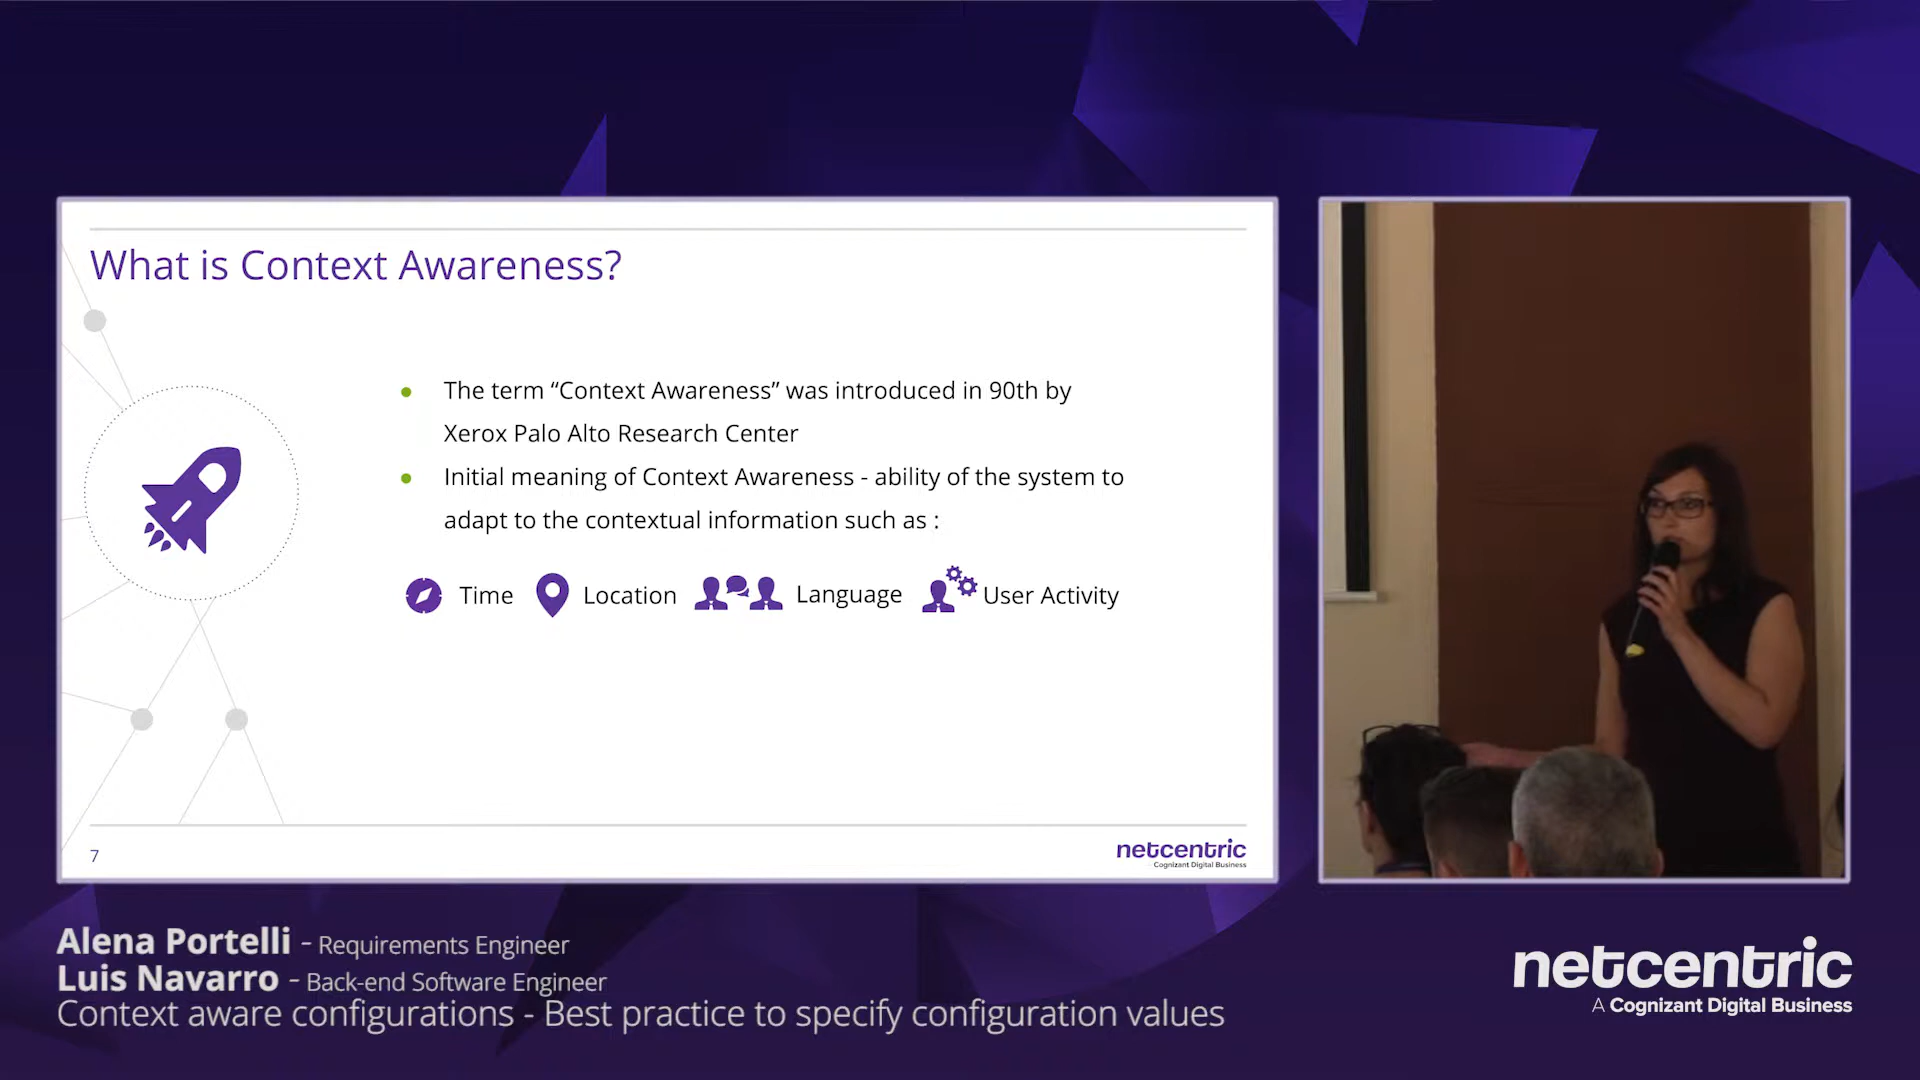 What is Context Awareness?
● The term “Context Awareness” was introduced in 90th by
Xerox Palo Alto Research Center
● Initial meaning of Context Awareness - ability of the system to
adapt to the contextual information such as :
Time Location Language User Activity
7
netcentric
Cognizant Digital Business
Alena Portelli - Requirements Engineer
Luis Navarro - Back-end Software Engineer
Context aware configurations - Best practice to specify configuration values
netcentric
A Cognizant Digital Business